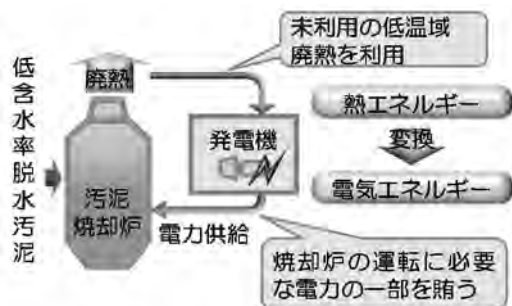 未利用の低温域
廃熱を利用
廃熱
低含水率脱水汚泥
発電機
熱エネルギー
変換
電気エネルギー
汚泥
焼却炉
電力供給
焼却炉の運転に必要
な電力の一部を賄う